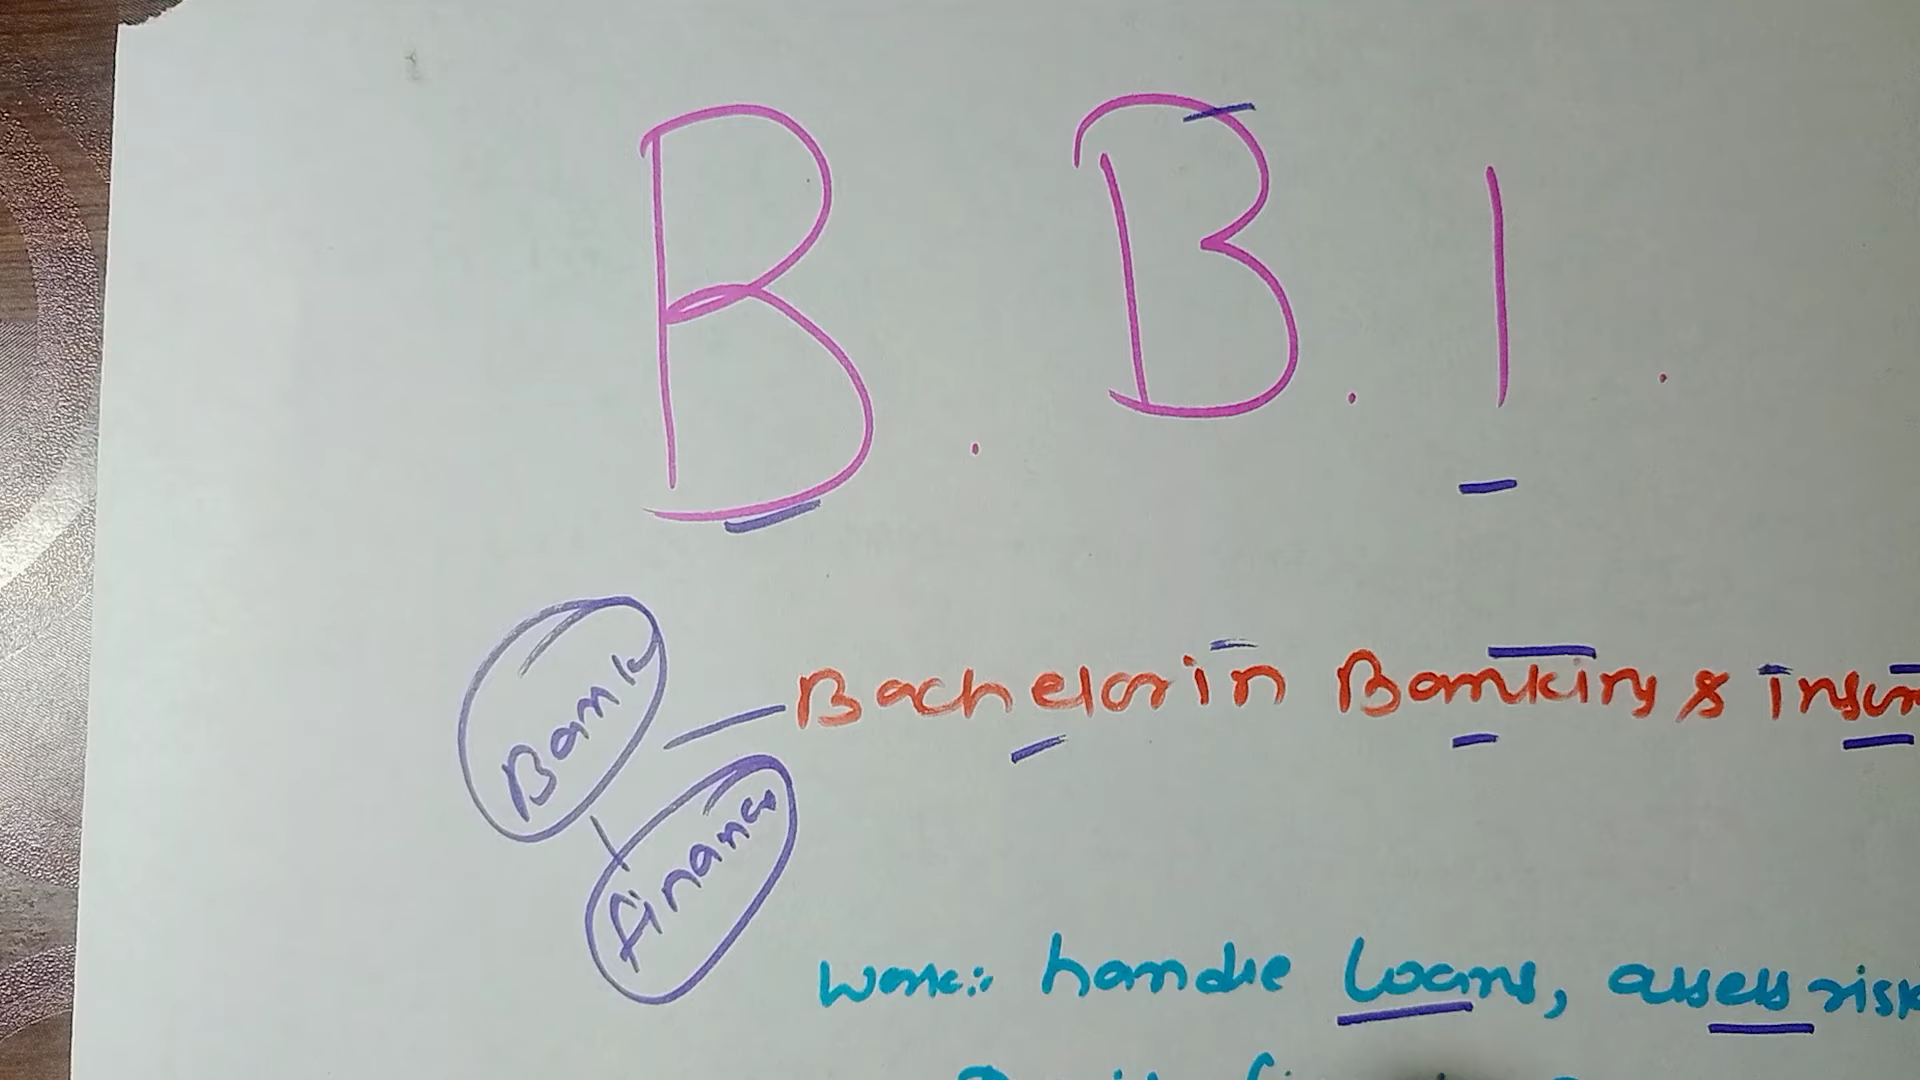 B.B.I.
Bank
Bachelor in Banking & insur
finance
work:: handle loans, assess risk